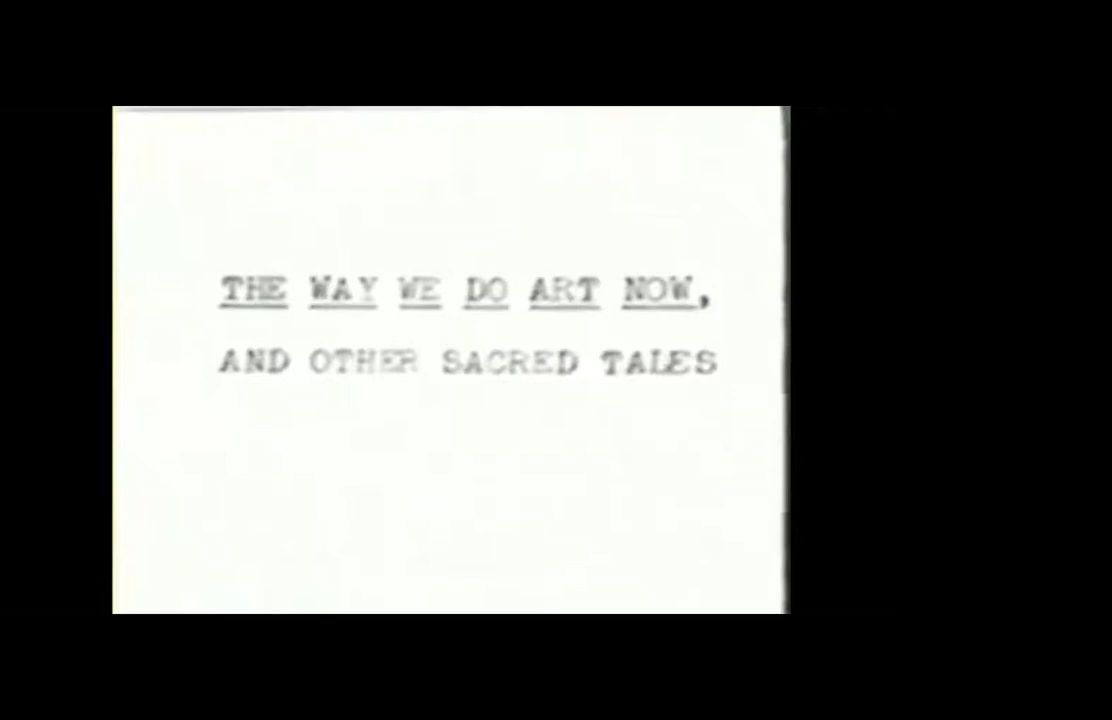 THE WAY WE DO ART NOW,
AND OTHER SACRED TALES